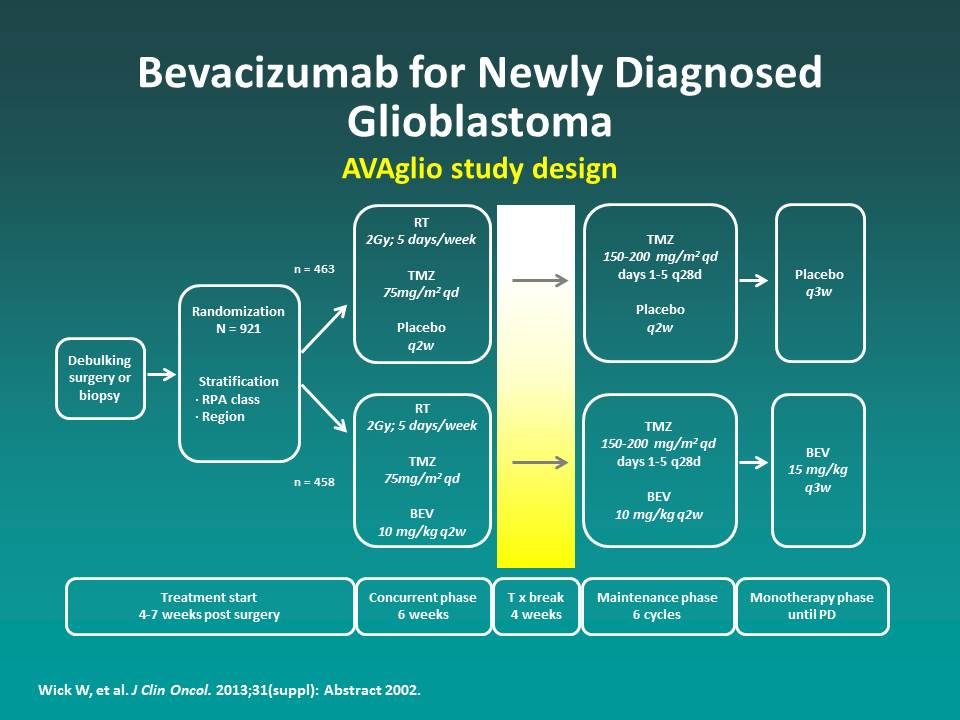 Bevacizumab for Newly Diagnosed
Glioblastoma
AVAglio study design
Debulking
surgery or
biopsy
Randomization
N = 921
Stratification
· RPA class
· Region
n = 463
n = 458
RT
2Gy; 5 days/week
TMZ
75mg/m² qd
Placebo
q2w
TMZ
150-200 mg/m² qd
days 1-5 q28d
Placebo
q2w
Placebo
q3w
RT
2Gy; 5 days/week
TMZ
75mg/m² qd
BEV
10 mg/kg q2w
TMZ
150-200 mg/m² qd
days 1-5 q28d
BEV
10 mg/kg q2w
BEV
15 mg/kg
q3w
Treatment start
4-7 weeks post surgery
Concurrent phase
6 weeks
T x break
4 weeks
Maintenance phase
6 cycles
Monotherapy phase
until PD
Wick W, et al. J Clin Oncol. 2013;31(suppl): Abstract 2002.